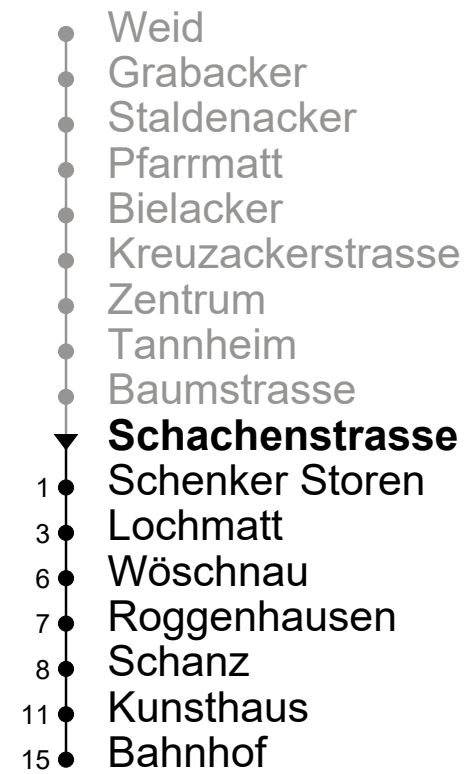 Weid
Grabacker
Staldenacker
Pfarrmatt
Bielacker
Kreuzackerstrasse
Zentrum
Tannheim
Baumstrasse
Schachenstrasse
1 Schenker Storen
3 Lochmatt
6 Wöschnau
7 Roggenhausen
8 Schanz
11 Kunsthaus
15 Bahnhof